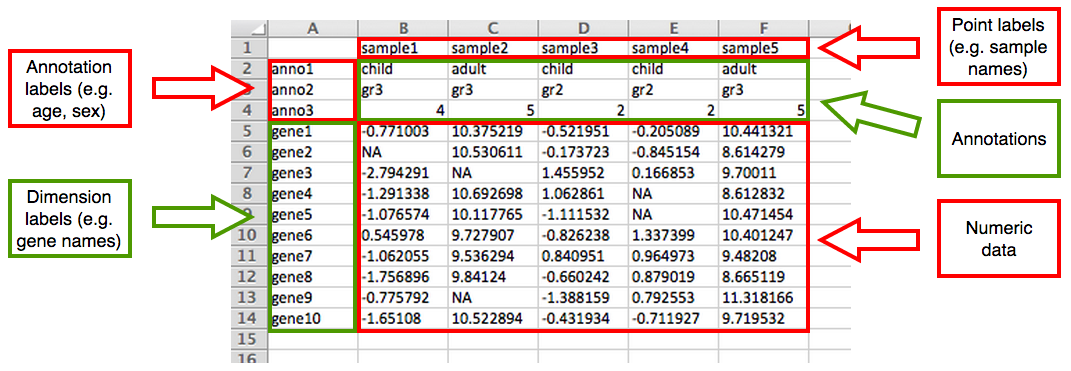 A B C D E F
1 sample1 sample2 sample3 sample4 sample5
2 anno1 child adult child child adult
anno2 gr3 gr3 gr2 gr2 gr3
4 anno3 4 5 2 2 5
5 gene1 -0.771003 10.375219 -0.521951 -0.205089 10.441321
6 gene2 NA 10.530611 -0.173723 -0.845154 8.614279
7 gene3 -2.794291 NA 1.455952 0.166853 9.70011
8 gene4 -1.291338 10.692698 1.062861 NA 8.612832
gene5 -1.076574 10.117765 -1.111532 NA 10.471454
10 gene6 0.545978 9.727907 -0.826238 1.337399 10.401247
11 gene7 -1.062055 9.536294 0.840951 0.964973 9.48208
12 gene8 -1.756896 9.84124 -0.660242 0.879019 8.665119
13 gene9 -0.775792 NA -1.388159 0.792553 11.318166
14 gene10 -1.65108 10.522894 -0.431934 -0.711927 9.719532
15
16
Annotation
labels (e.g.
age, sex)
Dimension
labels (e.g.
gene names)
Point labels
(e.g. sample
names)
Annotations
Numeric
data